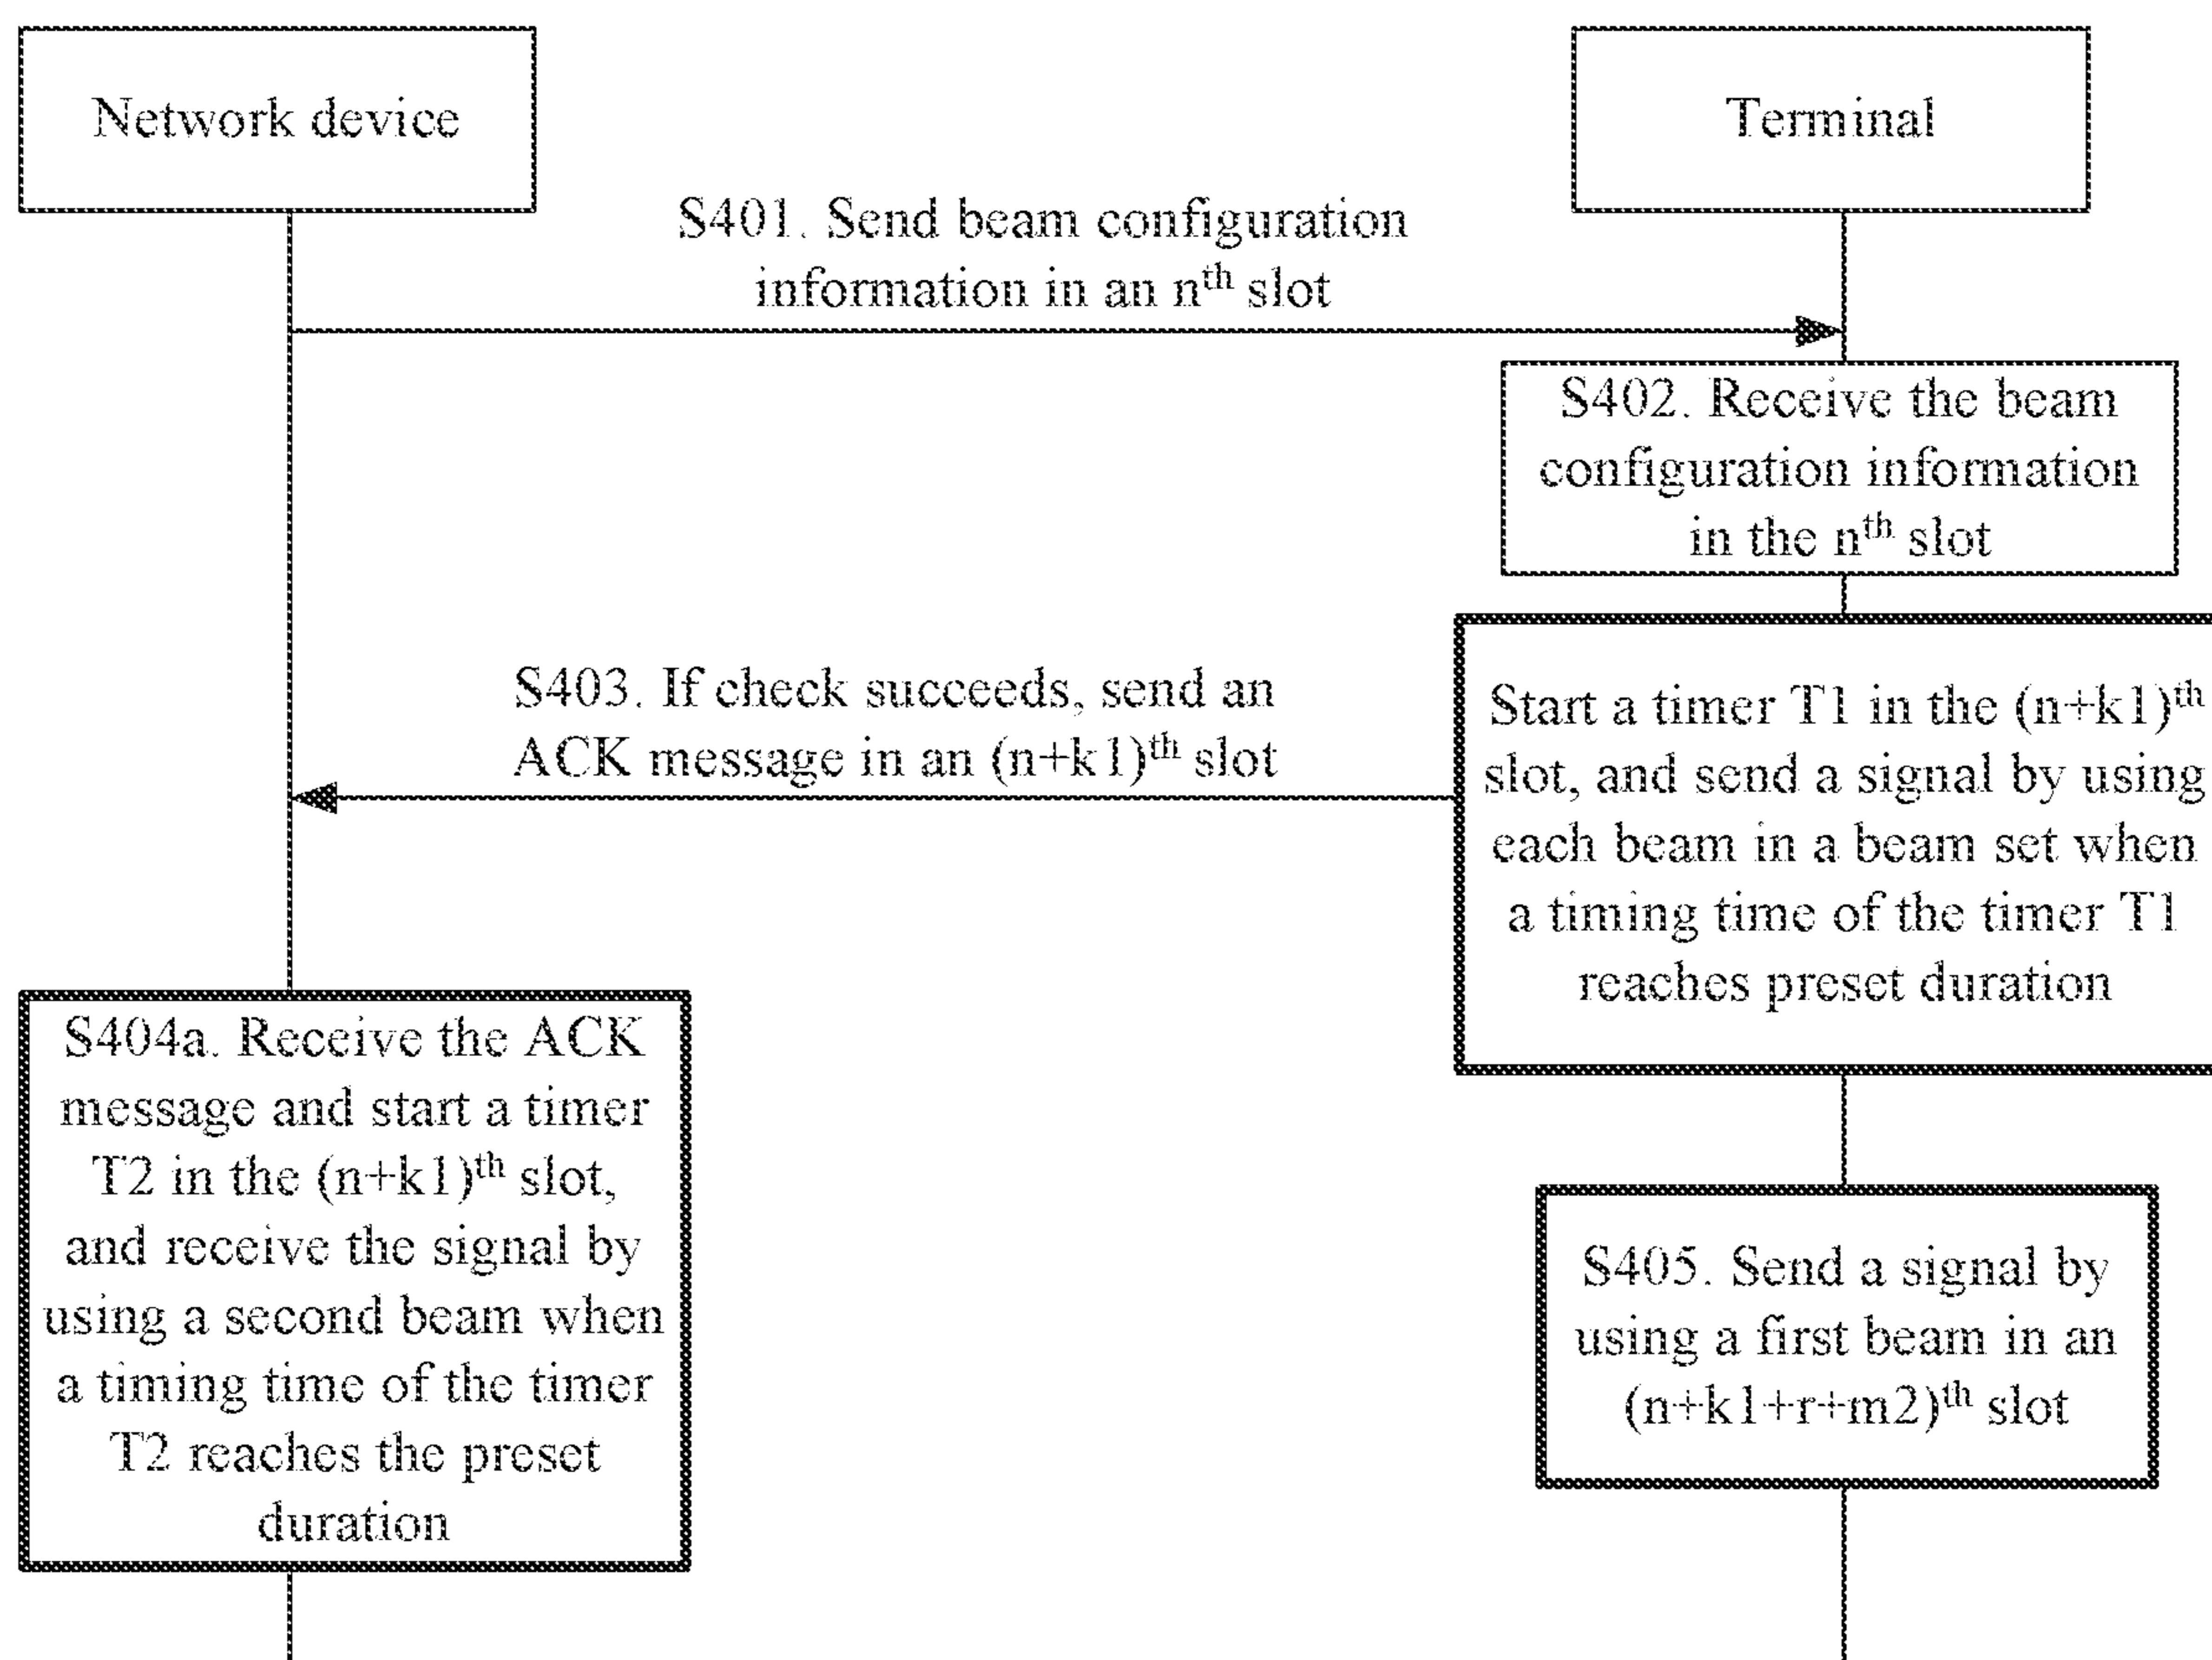 Network device
Terminal
S401. Send beam configuration
information in an nth slot
S402. Receive the beam
configuration information
in the nth slot
S403. If check succeeds, send an
ACK message in an (n+k1)th slot
Start a timer T1 in the (n+k1)th
slot, and send a signal by using
each beam in a beam set when
a timing time of the timer T1
reaches preset duration
S404a. Receive the ACK
message and start a timer
T2 in the (n+k1)th slot,
and receive the signal by
using a second beam when
a timing time of the timer
T2 reaches the preset
duration
S405. Send a signal by
using a first beam in an
(n+k1+r+m2)th slot